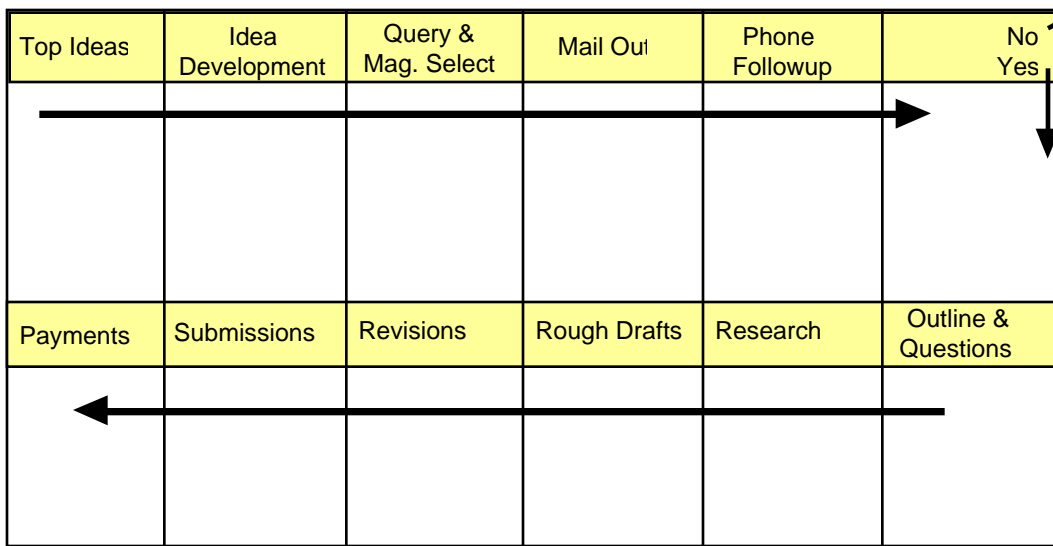 Top Ideas
Idea
Development
Query &
Mag. Select
Mail Out
Phone
Followup
No
Yes
Payments
Submissions
Revisions
Rough Drafts
Research
Outline &
Questions